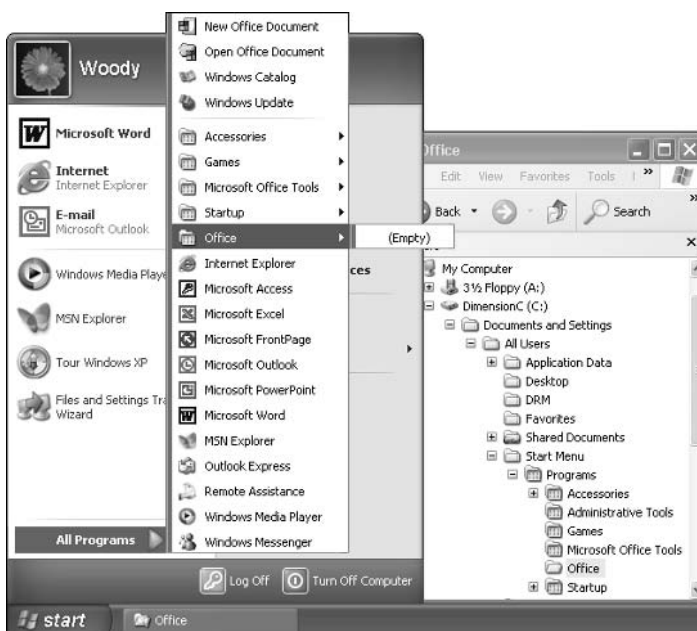 Woody
Microsoft Word
Internet
Internet Explorer
E-mail
Microsoft Outlook
Windows Media Playe
MSN Explorer
Tour Windows XP
Files and Settings Tra
Wizard
All Programs
New Office Document
Open Office Document
Windows Catalog
Windows Update
Accessories
Games
Microsoft Office Tools
Startup
Office
(Empty)
Internet Explorer
Microsoft Access
Microsoft Excel
Microsoft FrontPage
Microsoft Outlook
Microsoft PowerPoint
Microsoft Word
MSN Explorer
Outlook Express
Remote Assistance
Windows Media Player
Windows Messenger
ces
Log Off
Turn Off Computer
start
Office
Office
Edit View Favorites Tools
Back Search
My Computer
3½ Floppy (A:)
DimensionC (C:)
Documents and Settings
All Users
Application Data
Desktop
DRM
Favorites
Shared Documents
Start Menu
Programs
Accessories
Administrative Tools
Games
Microsoft Office Tools
Office
Startup